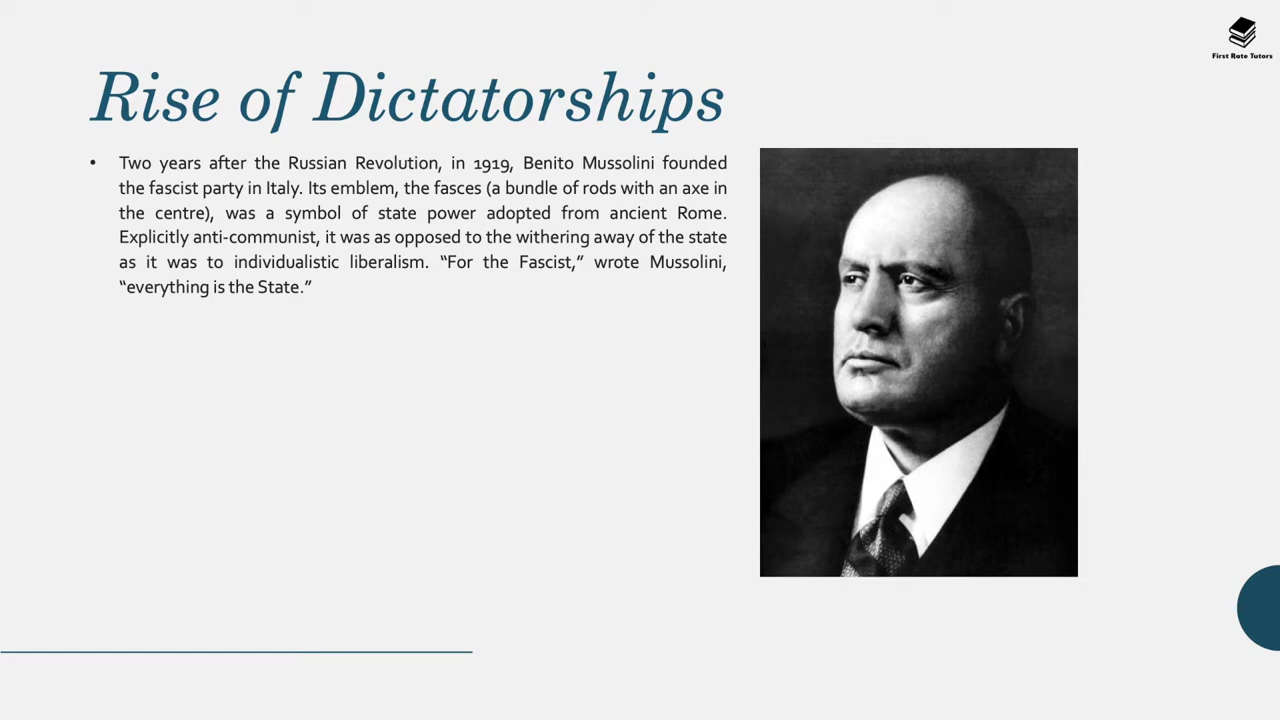 First Rate Tutors
Rise of Dictatorships
• Two years after the Russian Revolution, in 1919, Benito Mussolini founded
the fascist party in Italy. Its emblem, the fasces (a bundle of rods with an axe in
the centre), was a symbol of state power adopted from ancient Rome.
Explicitly anti-communist, it was as opposed to the withering away of the state
as it was to individualistic liberalism. “For the Fascist,” wrote Mussolini,
“everything is the State.”